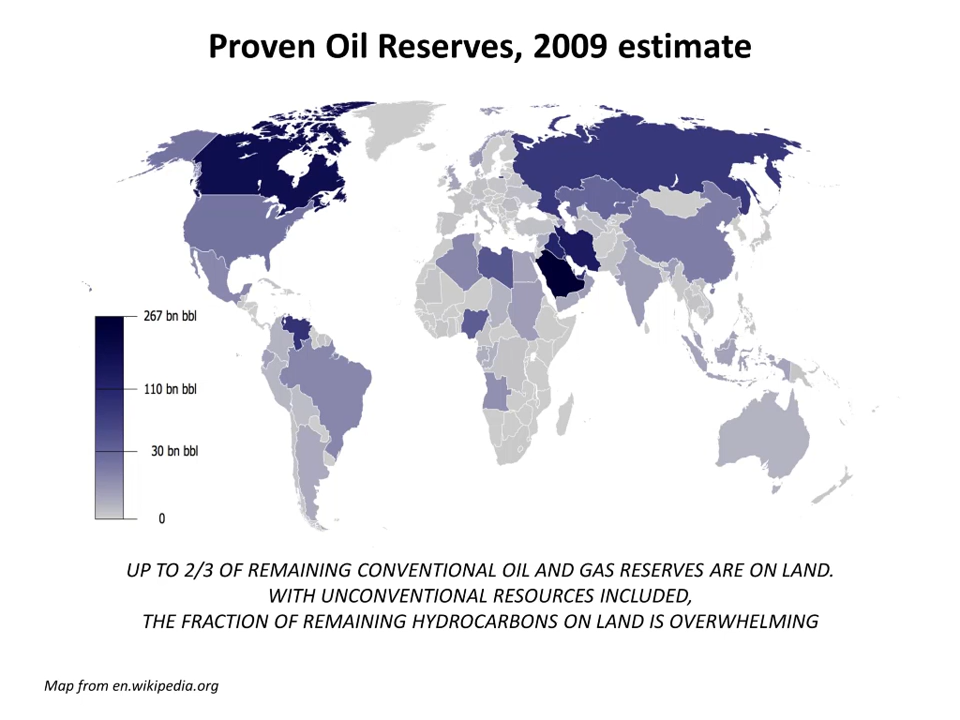 Proven Oil Reserves, 2009 estimate
267 bn bbl
110 bn bbl
30 bn bbl
0
UP TO 2/3 OF REMAINING CONVENTIONAL OIL AND GAS RESERVES ARE ON LAND.
WITH UNCONVENTIONAL RESOURCES INCLUDED,
THE FRACTION OF REMAINING HYDROCARBONS ON LAND IS OVERWHELMING
Map from en.wikipedia.org